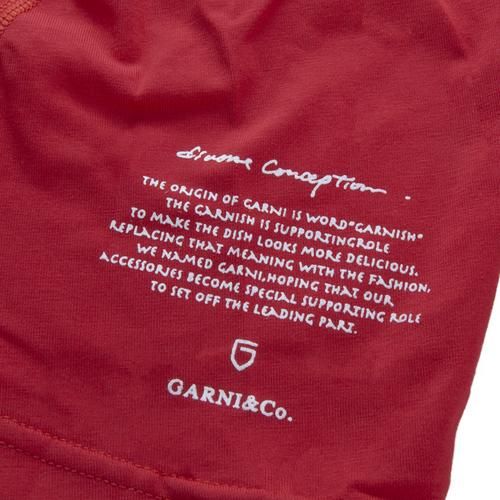 Conception.
THE ORIGIN OF GARNI IS WORD"GARNISH"
THE GARNISH IS SUPPORTINGROLE
TO MAKE THE DISH LOOKS MORE DELICIOUS.
REPLACING THAT MEANING WITH THE FASHION,
WE NAMED GARNI,HOPING THAT OUR
ACCESSORIES BECOME SPECIAL SUPPORTING ROLE
TO SET OFF THE LEADING PART.
G
GARNI&Co.